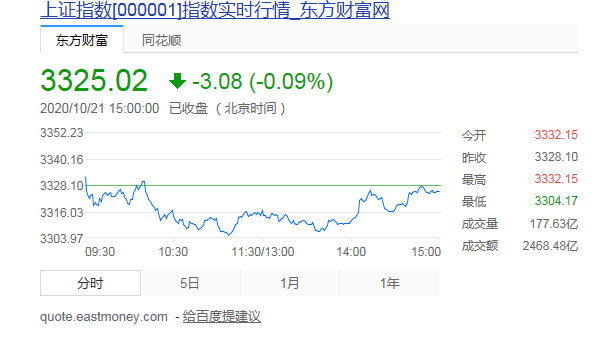 上证指数[000001]指数实时行情_东方财富网
东方财富 同花顺
3325.02 -3.08 (-0.09%)
2020/10/21 15:00:00 已收盘 ( 北京时间 )
3352.23
3340.16
3328.10
3316.03
3303.97
09:30 10:30 11:30/13:00 14:00 15:00
今开 3332.15
昨收 3328.10
最高 3332.15
最低 3304.17
成交量 177.63亿
成交额 2468.48亿
分时 5日 1月 1年
quote.eastmoney.com - 给百度提建议